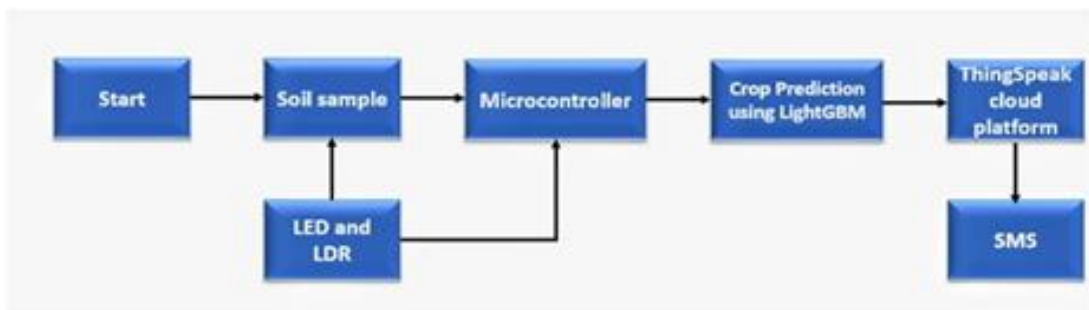 Start
Soil sample
Microcontroller
Crop Prediction
using LightGBM
ThingSpeak
cloud
platform
LED and
LDR
SMS